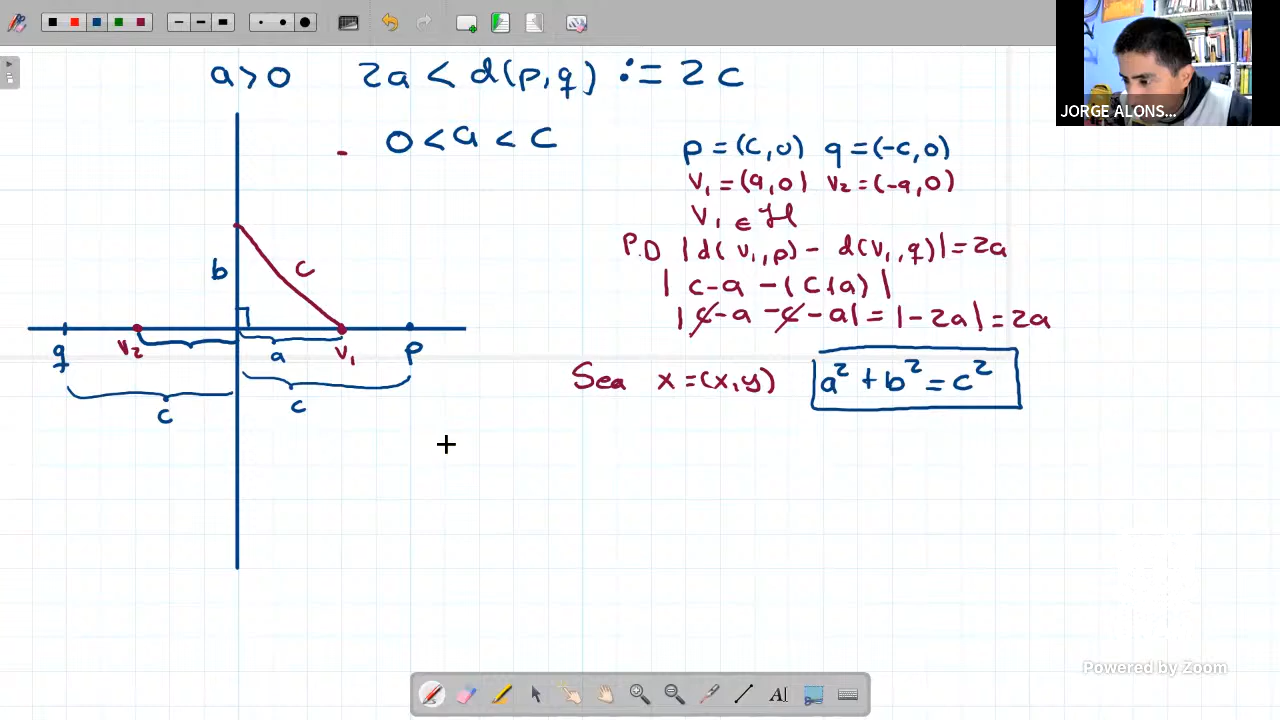 a > 0 2a < d(p,q) := 2c
0 < a < c
JORGE ALONS...
p = (c,0) q = (-c,0)
v₁ = (a,0) v₂ = (-a,0)
v₁ ∈ ℋ
P.D |d(v₁,p) - d(v₁,q)| = 2a
|c-a - (c+a)|
|c-a -c -a| = |-2a| = 2a
Sea x = (x,y) a² + b² = c²
b c
q v₂ a v₁ p
c c
Powered by Zoom
AI